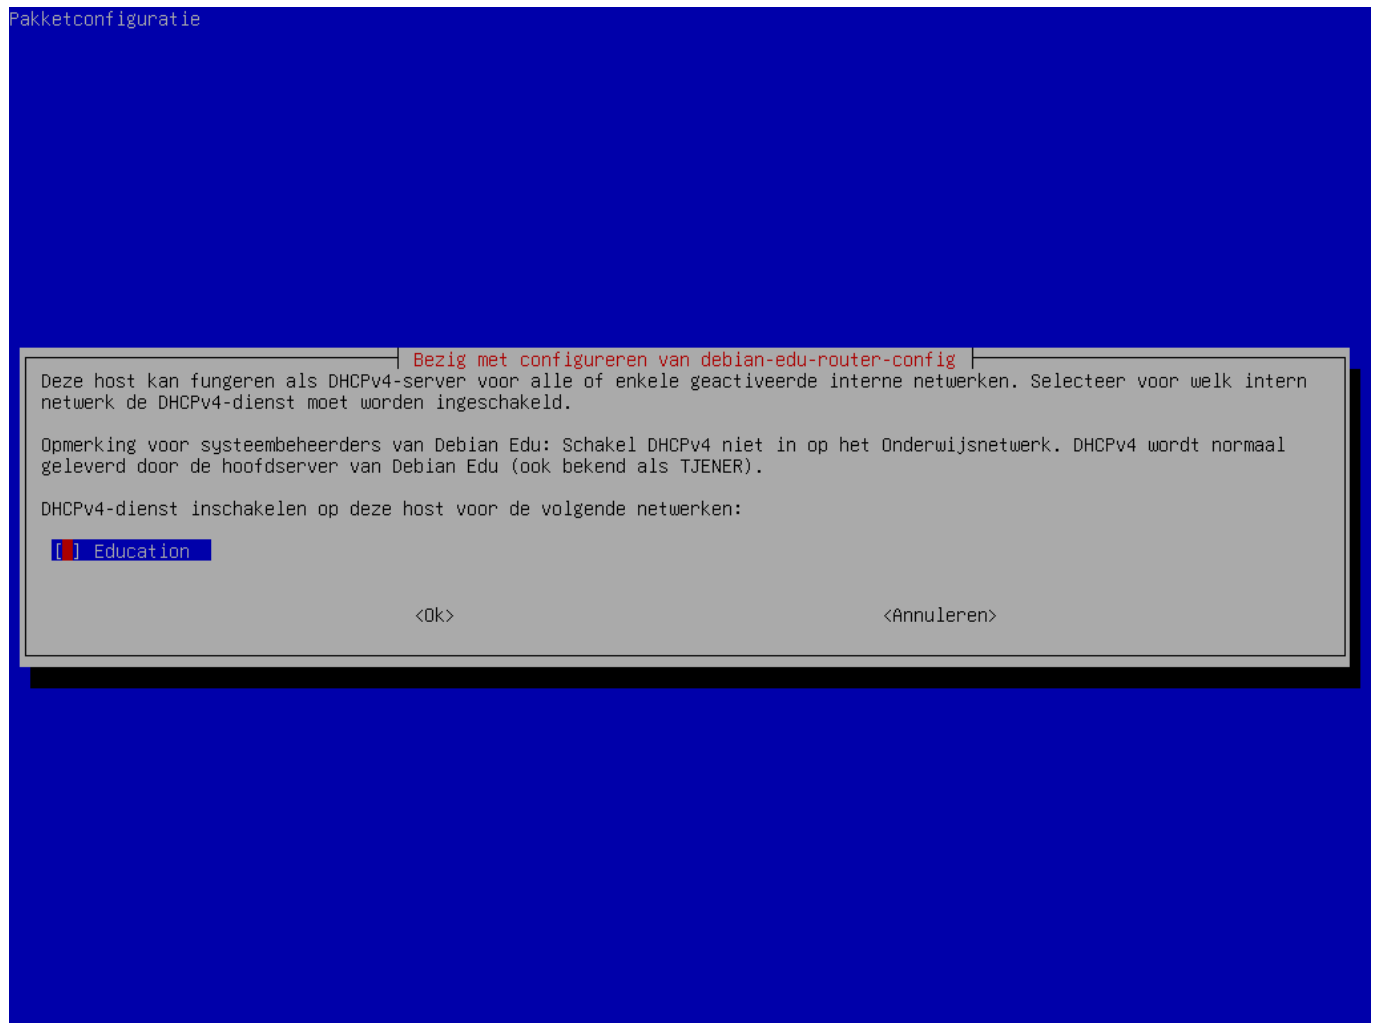 Pakketconfiguratie
Bezig met configureren van debian-edu-router-config
Deze host kan fungeren als DHCPv4-server voor alle of enkele geactiveerde interne netwerken. Selecteer voor welk intern
netwerk de DHCPv4-dienst moet worden ingeschakeld.
Opmerking voor systeembeheerders van Debian Edu: Schakel DHCPv4 niet in op het Onderwijsnetwerk. DHCPv4 wordt normaal
geleverd door de hoofdserver van Debian Edu (ook bekend als TJENER).
DHCPv4-dienst inschakelen op deze host voor de volgende netwerken:
[ ] Education
<Ok> <Annuleren>